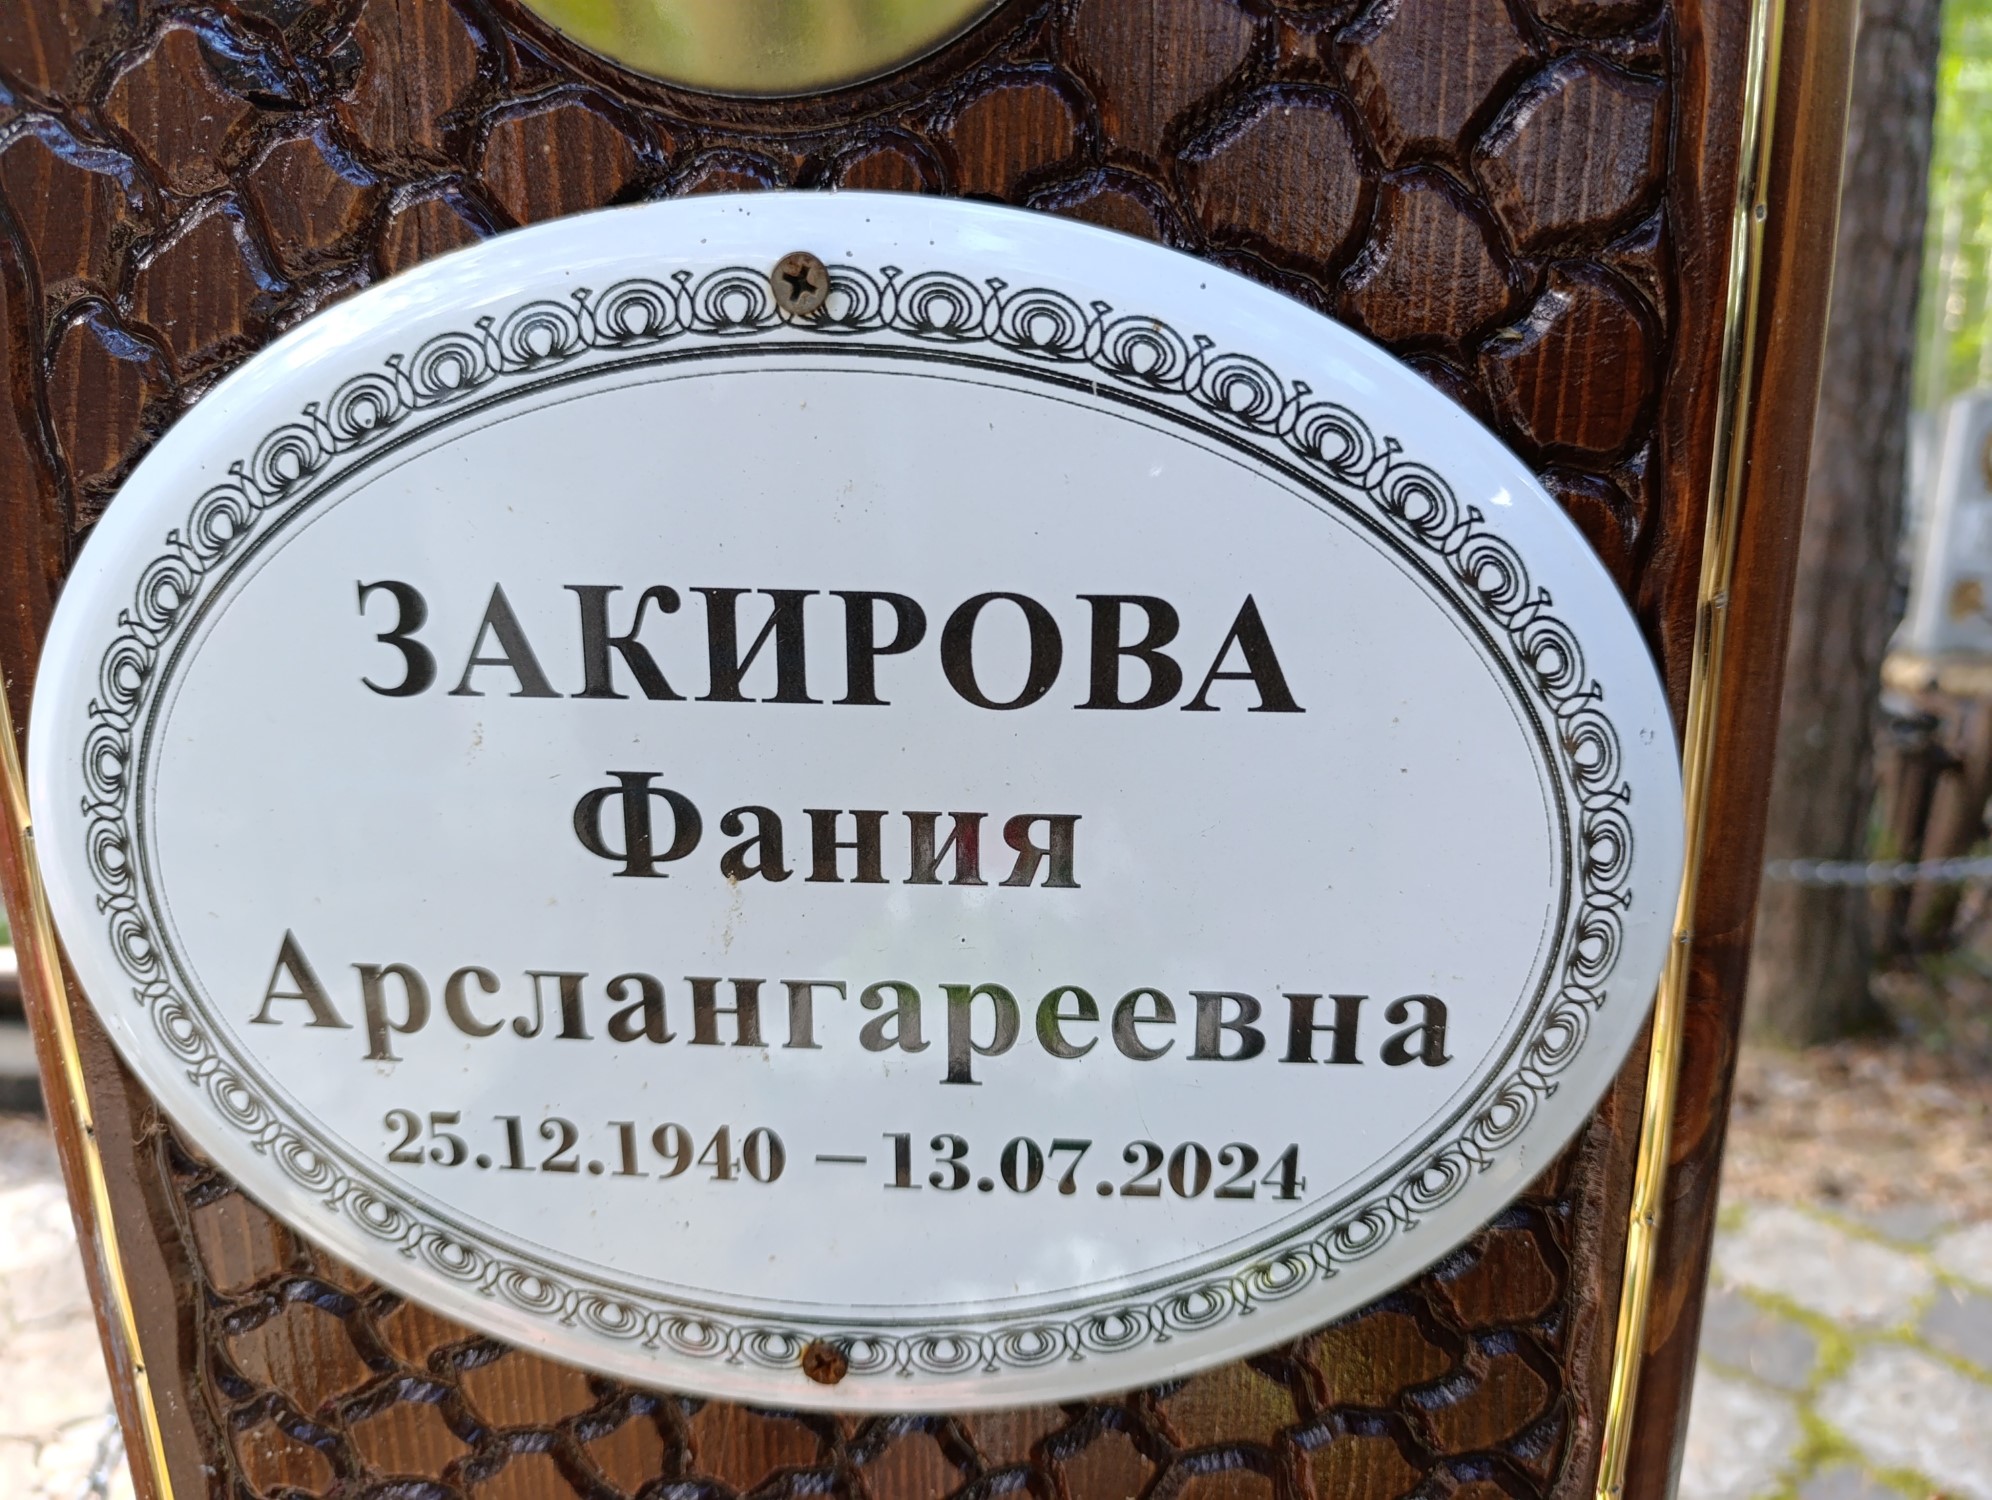 ЗАКИРОВА
Фания
Арслангареевна
25.12.1940 – 13.07.2024